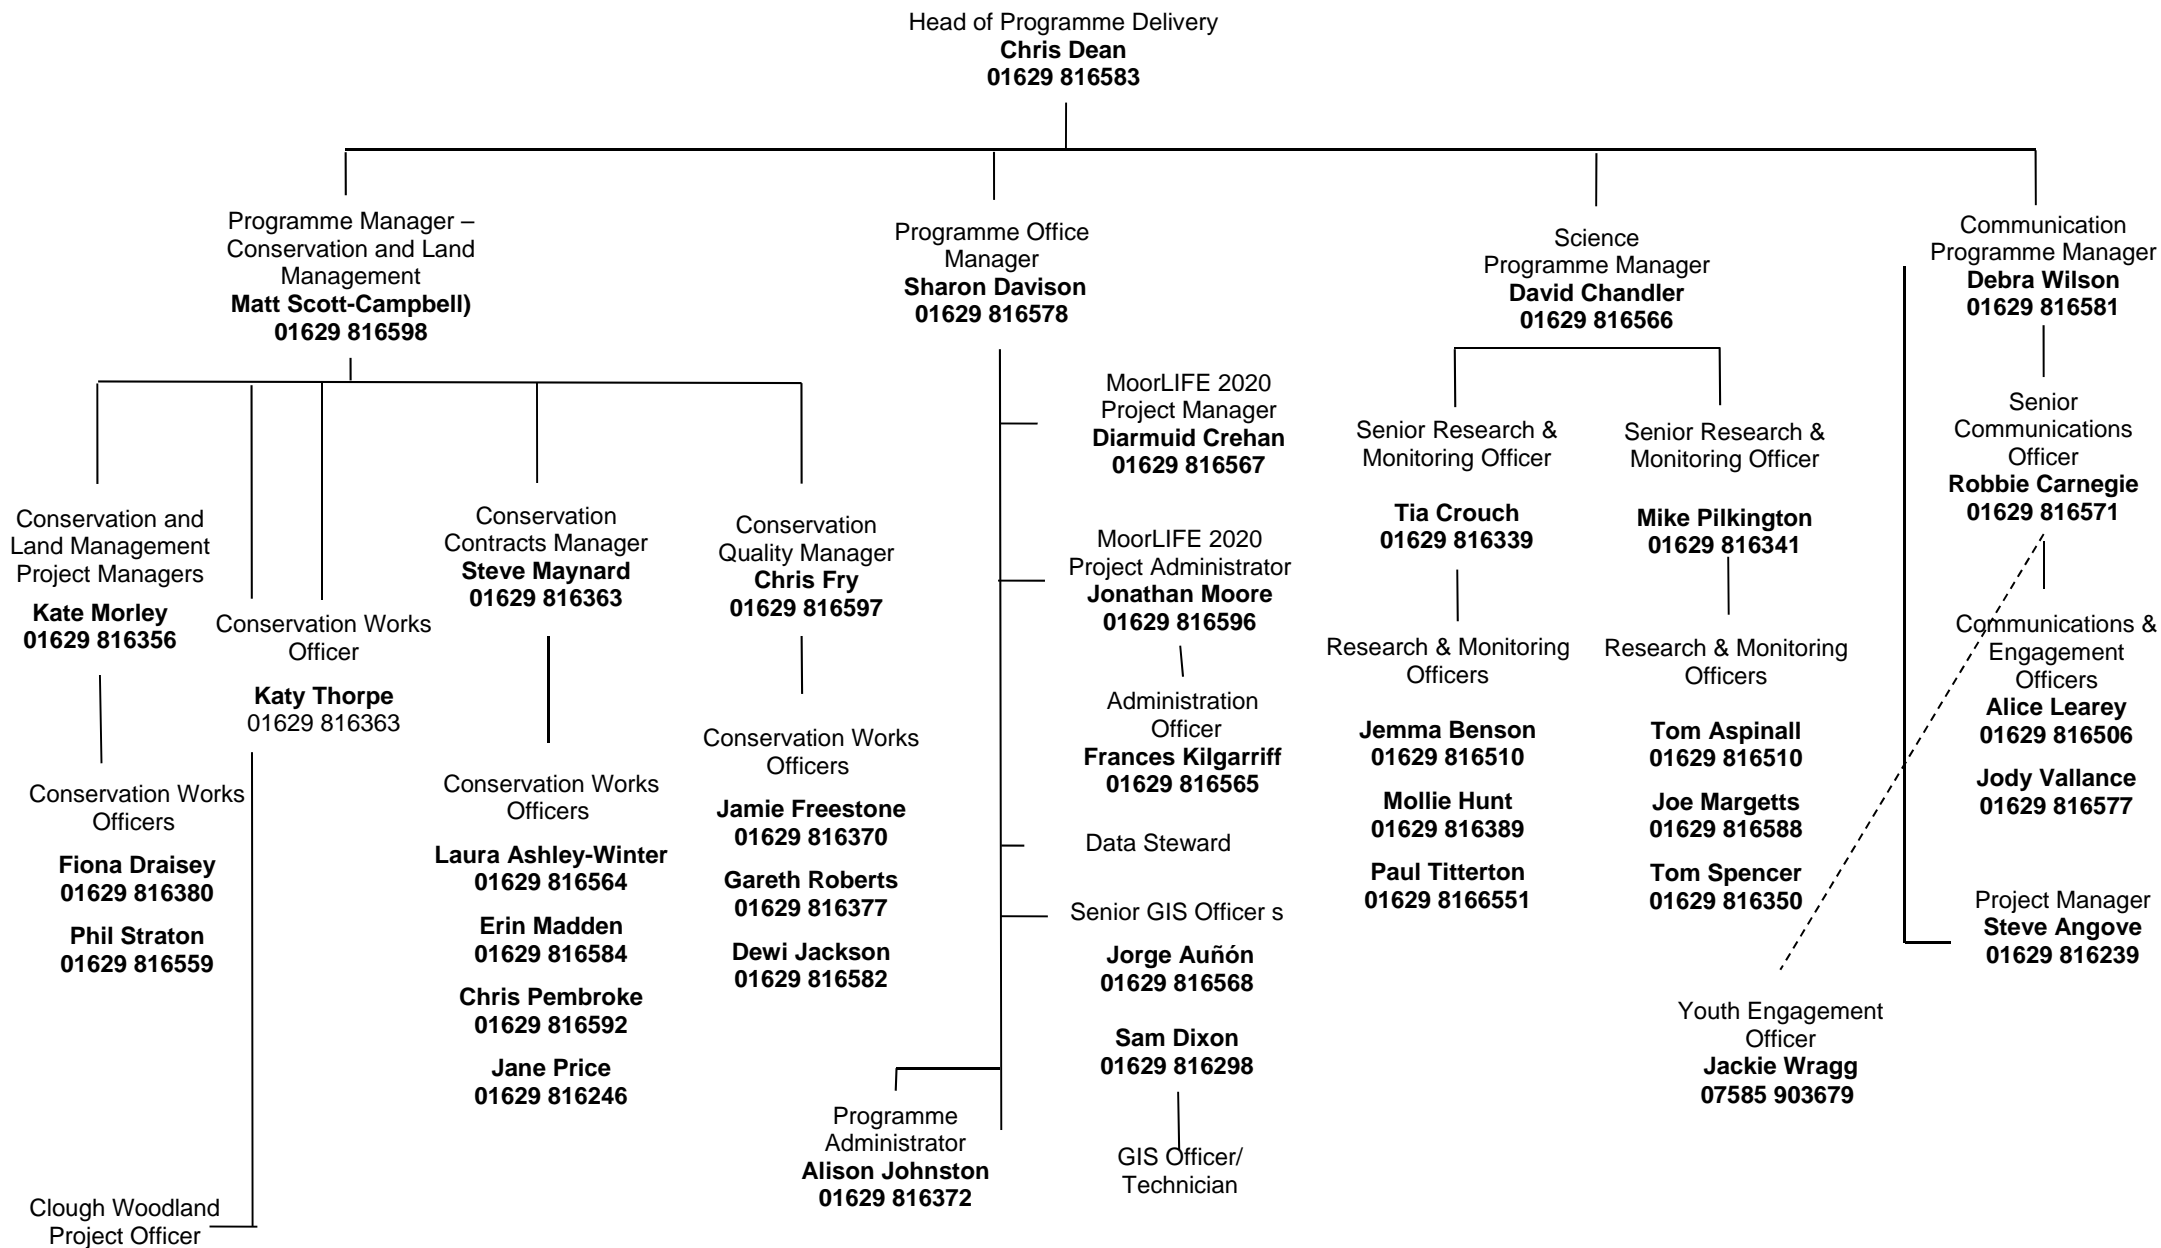 Head of Programme Delivery
Chris Dean
01629 816583
Programme Manager –
Conservation and Land
Management
Matt Scott-Campbell)
01629 816598
Conservation and
Land Management
Project Managers
Kate Morley
01629 816356
Conservation Works
Officers
Fiona Draisey
01629 816380
Phil Straton
01629 816559
Clough Woodland
Project Officer
Conservation Works
Officer
Katy Thorpe
01629 816363
Conservation
Contracts Manager
Steve Maynard
01629 816363
Conservation Works
Officers
Laura Ashley-Winter
01629 816564
Erin Madden
01629 816584
Chris Pembroke
01629 816592
Jane Price
01629 816246
Conservation
Quality Manager
Chris Fry
01629 816597
Conservation Works
Officers
Jamie Freestone
01629 816370
Gareth Roberts
01629 816377
Dewi Jackson
01629 816582
Programme Office
Manager
Sharon Davison
01629 816578
MoorLIFE 2020
Project Manager
Diarmuid Crehan
01629 816567
MoorLIFE 2020
Project Administrator
Jonathan Moore
01629 816596
Administration
Officer
Frances Kilgarriff
01629 816565
Data Steward
Senior GIS Officer s
Jorge Auñón
01629 816568
Sam Dixon
01629 816298
GIS Officer/
Technician
Programme
Administrator
Alison Johnston
01629 816372
Science
Programme Manager
David Chandler
01629 816566
Senior Research &
Monitoring Officer
Tia Crouch
01629 816339
Research & Monitoring
Officers
Jemma Benson
01629 816510
Mollie Hunt
01629 816389
Paul Titterton
01629 8166551
Senior Research &
Monitoring Officer
Mike Pilkington
01629 816341
Research & Monitoring
Officers
Tom Aspinall
01629 816510
Joe Margetts
01629 816588
Tom Spencer
01629 816350
Communication
Programme Manager
Debra Wilson
01629 816581
Senior
Communications
Officer
Robbie Carnegie
01629 816571
Communications &
Engagement
Officers
Alice Learey
01629 816506
Jody Vallance
01629 816577
Project Manager
Steve Angove
01629 816239
Youth Engagement
Officer
Jackie Wragg
07585 903679